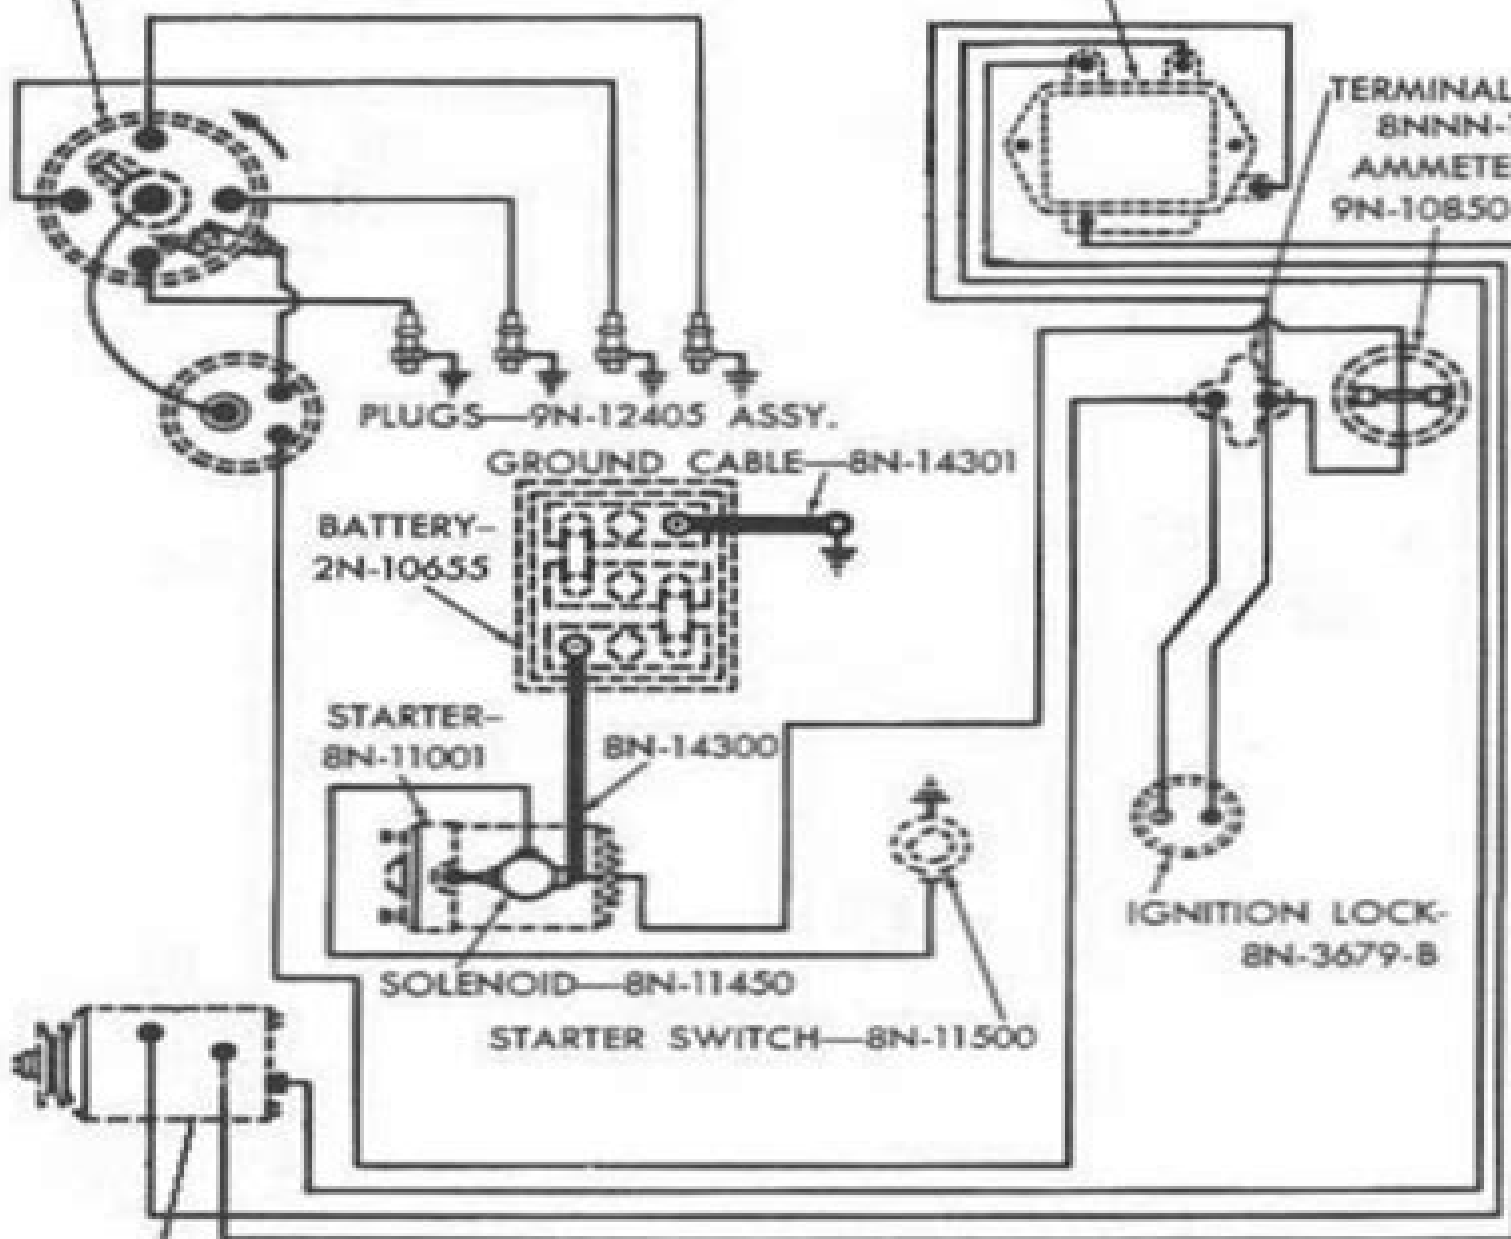 TERMINAL
8NNN-
AMMETE
9N-10850
PLUGS—9N-12405 ASSY.
GROUND CABLE—8N-14301
BATTERY-
2N-10655
STARTER-
8N-11001
8N-14300
IGNITION LOCK-
8N-3679-B
SOLENOID—8N-11450
STARTER SWITCH—8N-11500